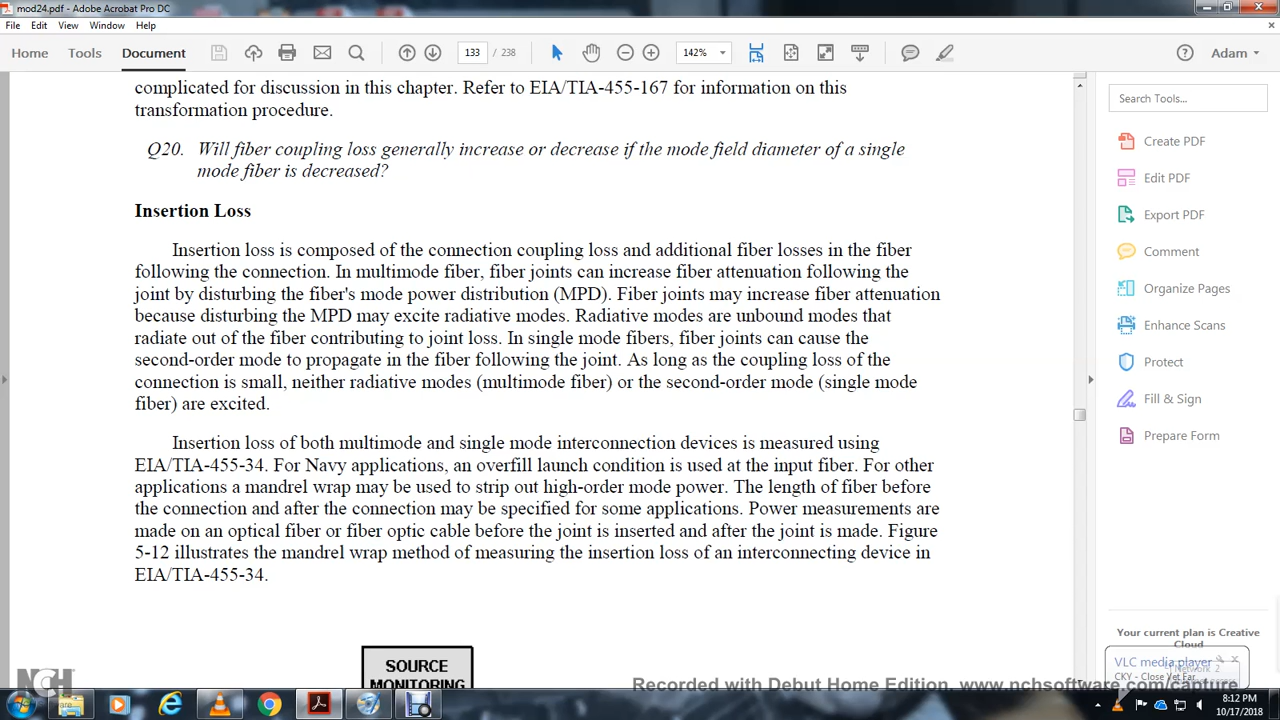 mod24.pdf - Adobe Acrobat Pro DC
File Edit View Window Help
Home Tools Document 133 / 238 142% Adam
complicated for discussion in this chapter. Refer to EIA/TIA-455-167 for information on this
transformation procedure.
Q20. Will fiber coupling loss generally increase or decrease if the mode field diameter of a single
mode fiber is decreased?
Insertion Loss
Insertion loss is composed of the connection coupling loss and additional fiber losses in the fiber
following the connection. In multimode fiber, fiber joints can increase fiber attenuation following the
joint by disturbing the fiber's mode power distribution (MPD). Fiber joints may increase fiber attenuation
because disturbing the MPD may excite radiative modes. Radiative modes are unbound modes that
radiate out of the fiber contributing to joint loss. In single mode fibers, fiber joints can cause the
second-order mode to propagate in the fiber following the joint. As long as the coupling loss of the
connection is small, neither radiative modes (multimode fiber) or the second-order mode (single mode
fiber) are excited.
Insertion loss of both multimode and single mode interconnection devices is measured using
EIA/TIA-455-34. For Navy applications, an overfill launch condition is used at the input fiber. For other
applications a mandrel wrap may be used to strip out high-order mode power. The length of fiber before
the connection and after the connection may be specified for some applications. Power measurements are
made on an optical fiber or fiber optic cable before the joint is inserted and after the joint is made. Figure
5-12 illustrates the mandrel wrap method of measuring the insertion loss of an interconnecting device in
EIA/TIA-455-34.
SOURCE
MONITORING
Search Tools...
Create PDF
Edit PDF
Export PDF
Comment
Organize Pages
Enhance Scans
Protect
Fill & Sign
Prepare Form
Your current plan is Creative
Cloud
VLC media player
Network 2
CKY - Close Yet Far
NCH
Recorded with Debut Home Edition. www.nchsoftware.com/capture
8:12 PM
10/17/2018